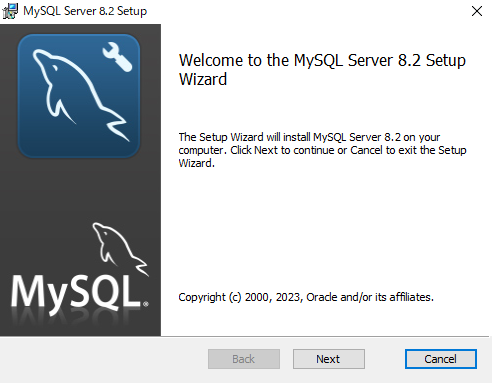 MySQL Server 8.2 Setup
Welcome to the MySQL Server 8.2 Setup
Wizard
The Setup Wizard will install MySQL Server 8.2 on your
computer. Click Next to continue or Cancel to exit the Setup
Wizard.
MySQL®
Copyright (c) 2000, 2023, Oracle and/or its affiliates.
Back
Next
Cancel